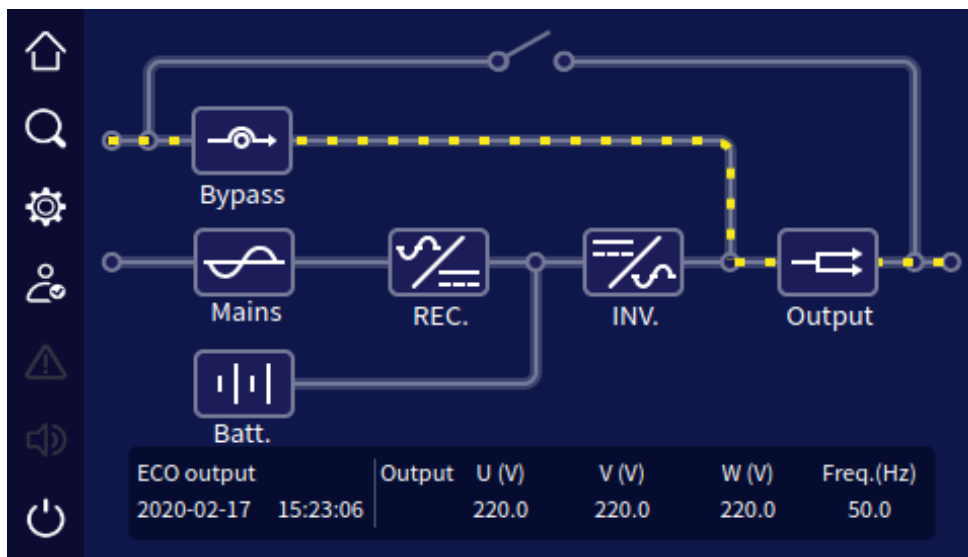 Bypass
Mains
REC.
INV.
Output
Batt.
ECO output Output U (V) V (V) W (V) Freq.(Hz)
2020-02-17 15:23:06 220.0 220.0 220.0 50.0